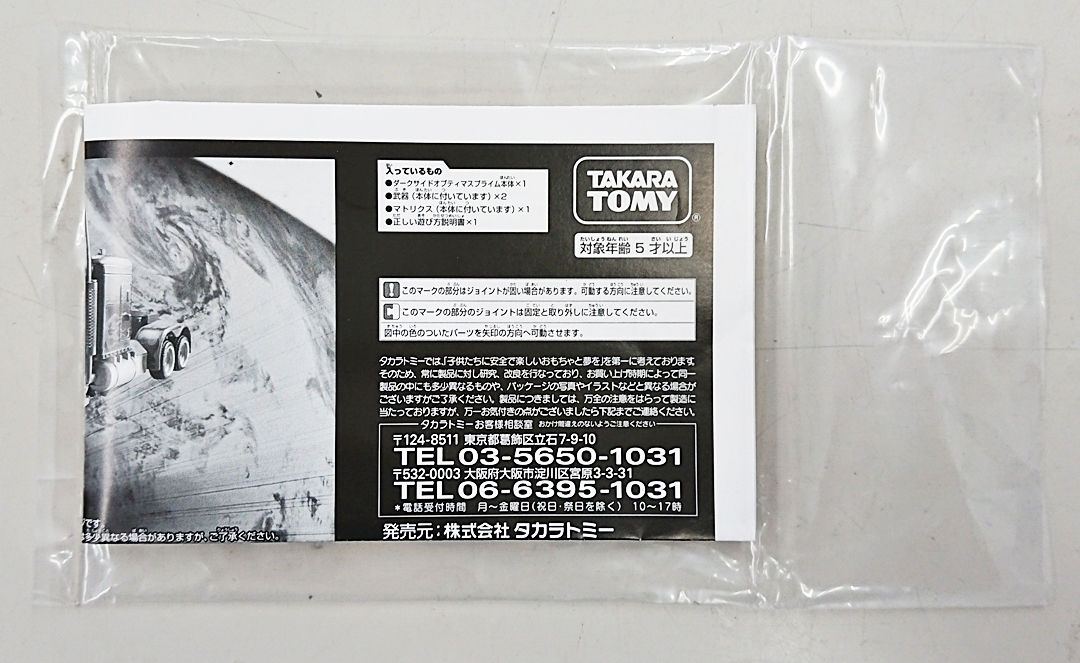 入っているもの
●ダークサイドオプティマスプライム本体×1
●武器(本体に付いています)×2
●マトリクス(本体に付いています)×1
●正しい遊び方説明書×1
TAKARA
TOMY
®
対象年齢 5 才以上
このマークの部分はジョイントが固い場合があります。可動する方向に注意してください。
このマークの部分のジョイントは固定と取り外しに注意してください。
図中の色のついたパーツを矢印の方向へ可動させます。
タカラトミーでは、「子供たちに安全で楽しいおもちゃと夢を」を第一に考えております。
そのため、常に製品に対し研究、改良を行なっており、お買い上げ時期によって同一
製品の中にも多少異なるものや、パッケージの写真やイラストなどと異なる場合が
ございますがご了承ください。製品につきましては、万全の注意をはらって製造に
当たっておりますが、万一お気付きの点がございましたら下記までご連絡ください。
タカラトミーお客様相談室 おかけ間違えのないようご注意ください
〒124-8511 東京都葛飾区立石7-9-10
TEL 03-5650-1031
〒532-0003 大阪府大阪市淀川区宮原3-3-31
TEL 06-6395-1031
*電話受付時間 月〜金曜日(祝日・祭日を除く) 10〜17時
発売元:株式会社 タカラトミー
です
多少異なる場合がありますが、ご了承ください。